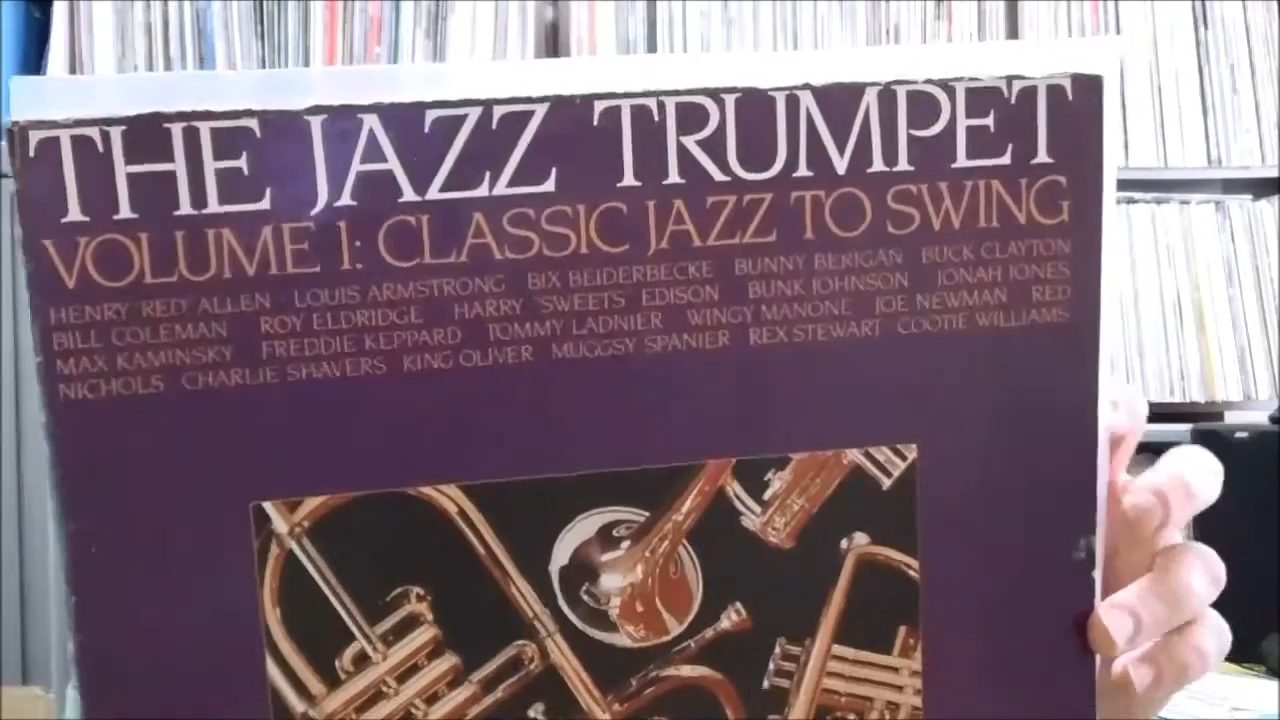 THE JAZZ TRUMPET
VOLUME 1: CLASSIC JAZZ TO SWING
HENRY "RED" ALLEN LOUIS ARMSTRONG BIX BEIDERBECKE BUNNY BERIGAN BUCK CLAYTON
BILL COLEMAN ROY ELDRIDGE HARRY "SWEETS" EDISON BUNK JOHNSON JONAH JONES
MAX KAMINSKY FREDDIE KEPPARD TOMMY LADNIER WINGY MANONE JOE NEWMAN RED
NICHOLS CHARLIE SHAVERS KING OLIVER MUGGSY SPANIER REX STEWART COOTIE WILLIAMS